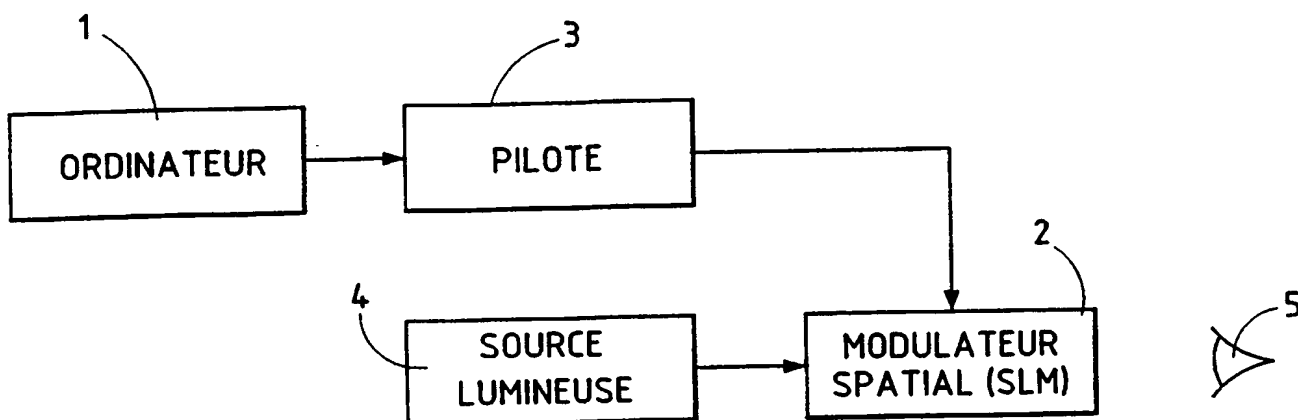 1
3
ORDINATEUR
PILOTE
2
4
5
SOURCE
LUMINEUSE
MODULATEUR
SPATIAL (SLM)